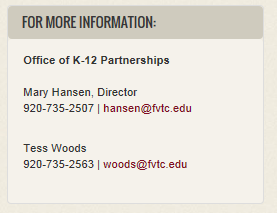 FOR MORE INFORMATION:
Office of K-12 Partnerships
Mary Hansen, Director
920-735-2507 | hansen@fvtc.edu
Tess Woods
920-735-2563 | woods@fvtc.edu